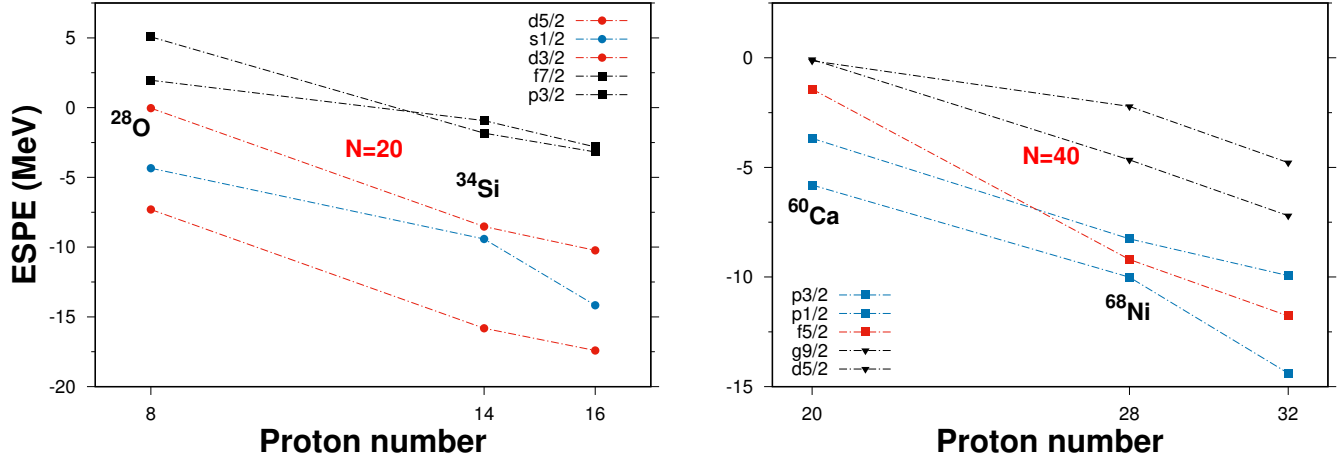 ESPE (MeV)
5
0
-5
-10
-15
-20
d5/2
s1/2
d3/2
f7/2
p3/2
28O
N=20
34Si
8
14
16
Proton number
0
-5
-10
-15
60Ca
N=40
68Ni
p3/2
p1/2
f5/2
g9/2
d5/2
20
28
32
Proton number